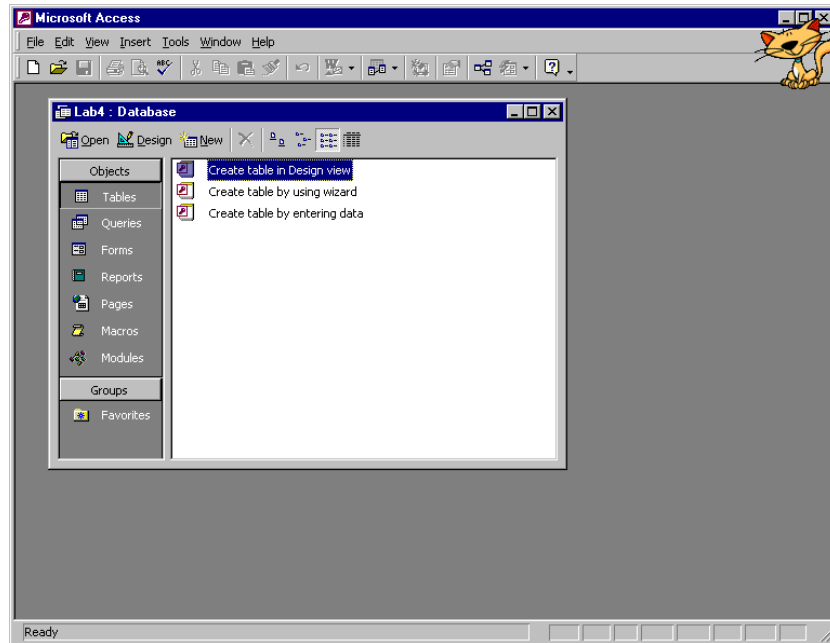 Microsoft Access
File Edit View Insert Tools Window Help
ABC
Lab4 : Database
Open Design New
Objects
Tables
Queries
Forms
Reports
Pages
Macros
Modules
Groups
Favorites
Create table in Design view
Create table by using wizard
Create table by entering data
Ready